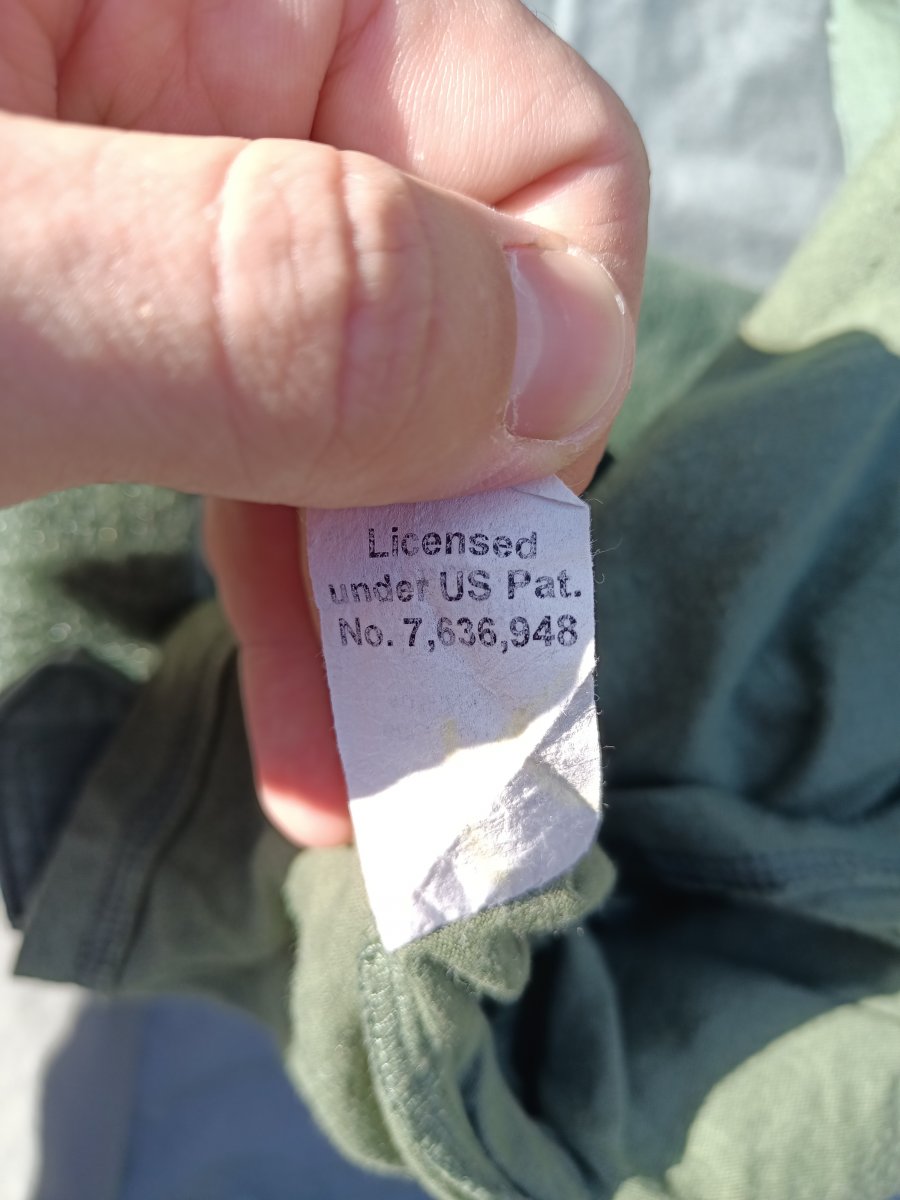 Licensed
under US Pat.
No. 7,636,948